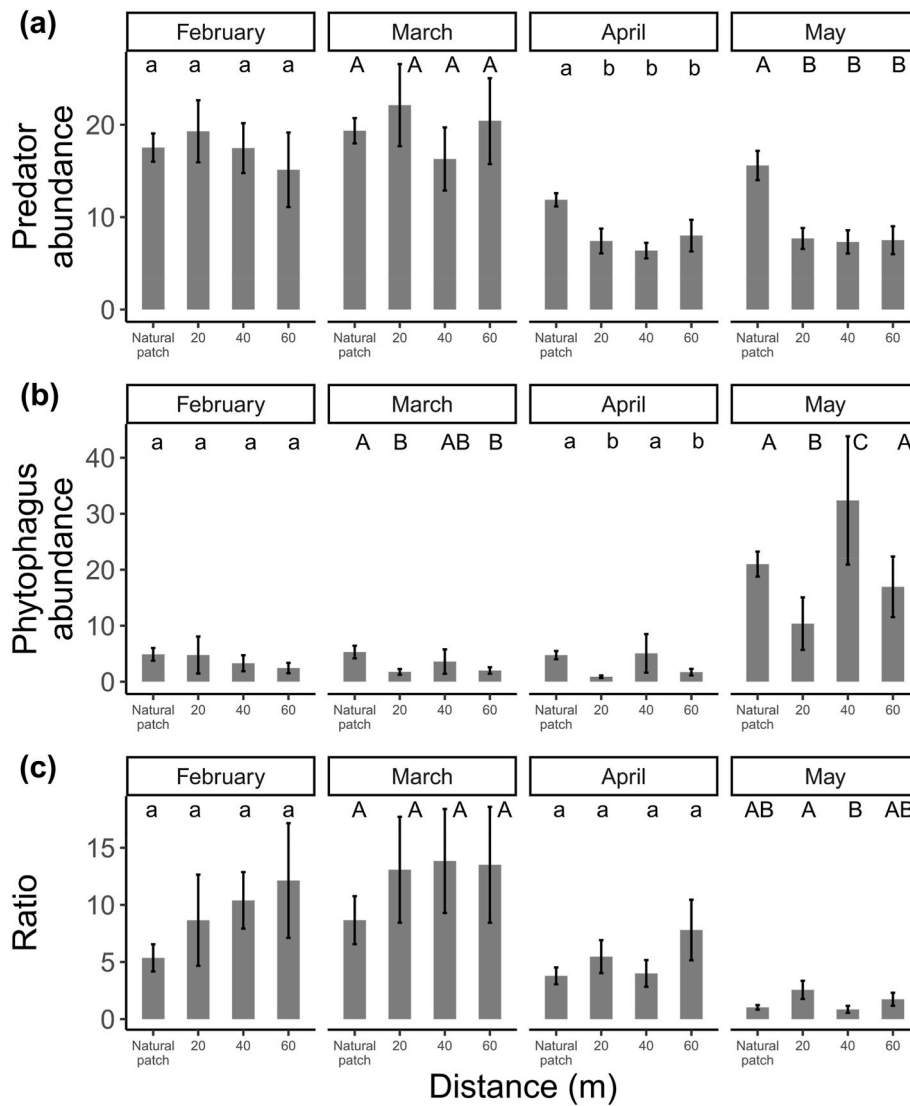 (a)
February March April May
a a a a A A A A a b b b A B B B
Predator
abundance
20
10
0
Natural
patch 20 40 60 Natural
patch 20 40 60 Natural
patch 20 40 60 Natural
patch 20 40 60
(b)
February March April May
a a a a A B AB B a b a b A B C A
Phytophagus
abundance
40
30
20
10
0
Natural
patch 20 40 60 Natural
patch 20 40 60 Natural
patch 20 40 60 Natural
patch 20 40 60
(c)
February March April May
a a a a A A A A a a a a AB A B AB
Ratio
15
10
5
0
Natural
patch 20 40 60 Natural
patch 20 40 60 Natural
patch 20 40 60 Natural
patch 20 40 60
Distance (m)